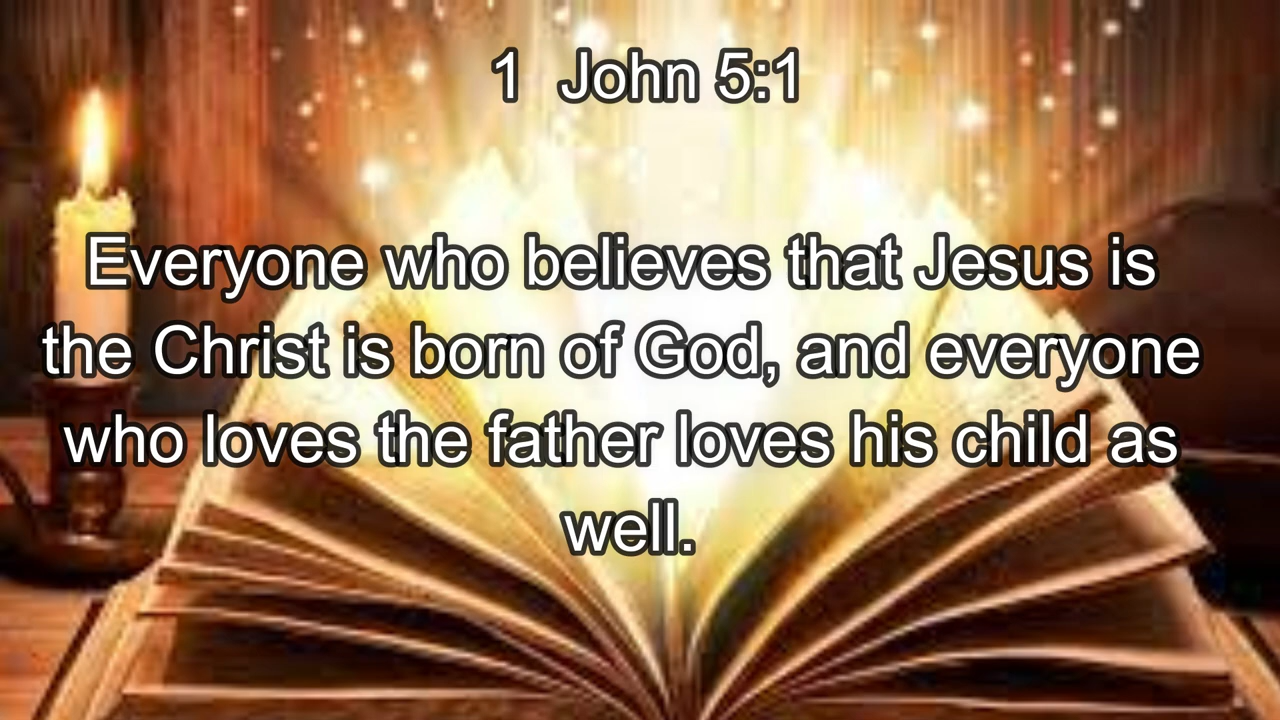 1 John 5:1
Everyone who believes that Jesus is
the Christ is born of God, and everyone
who loves the father loves his child as
well.